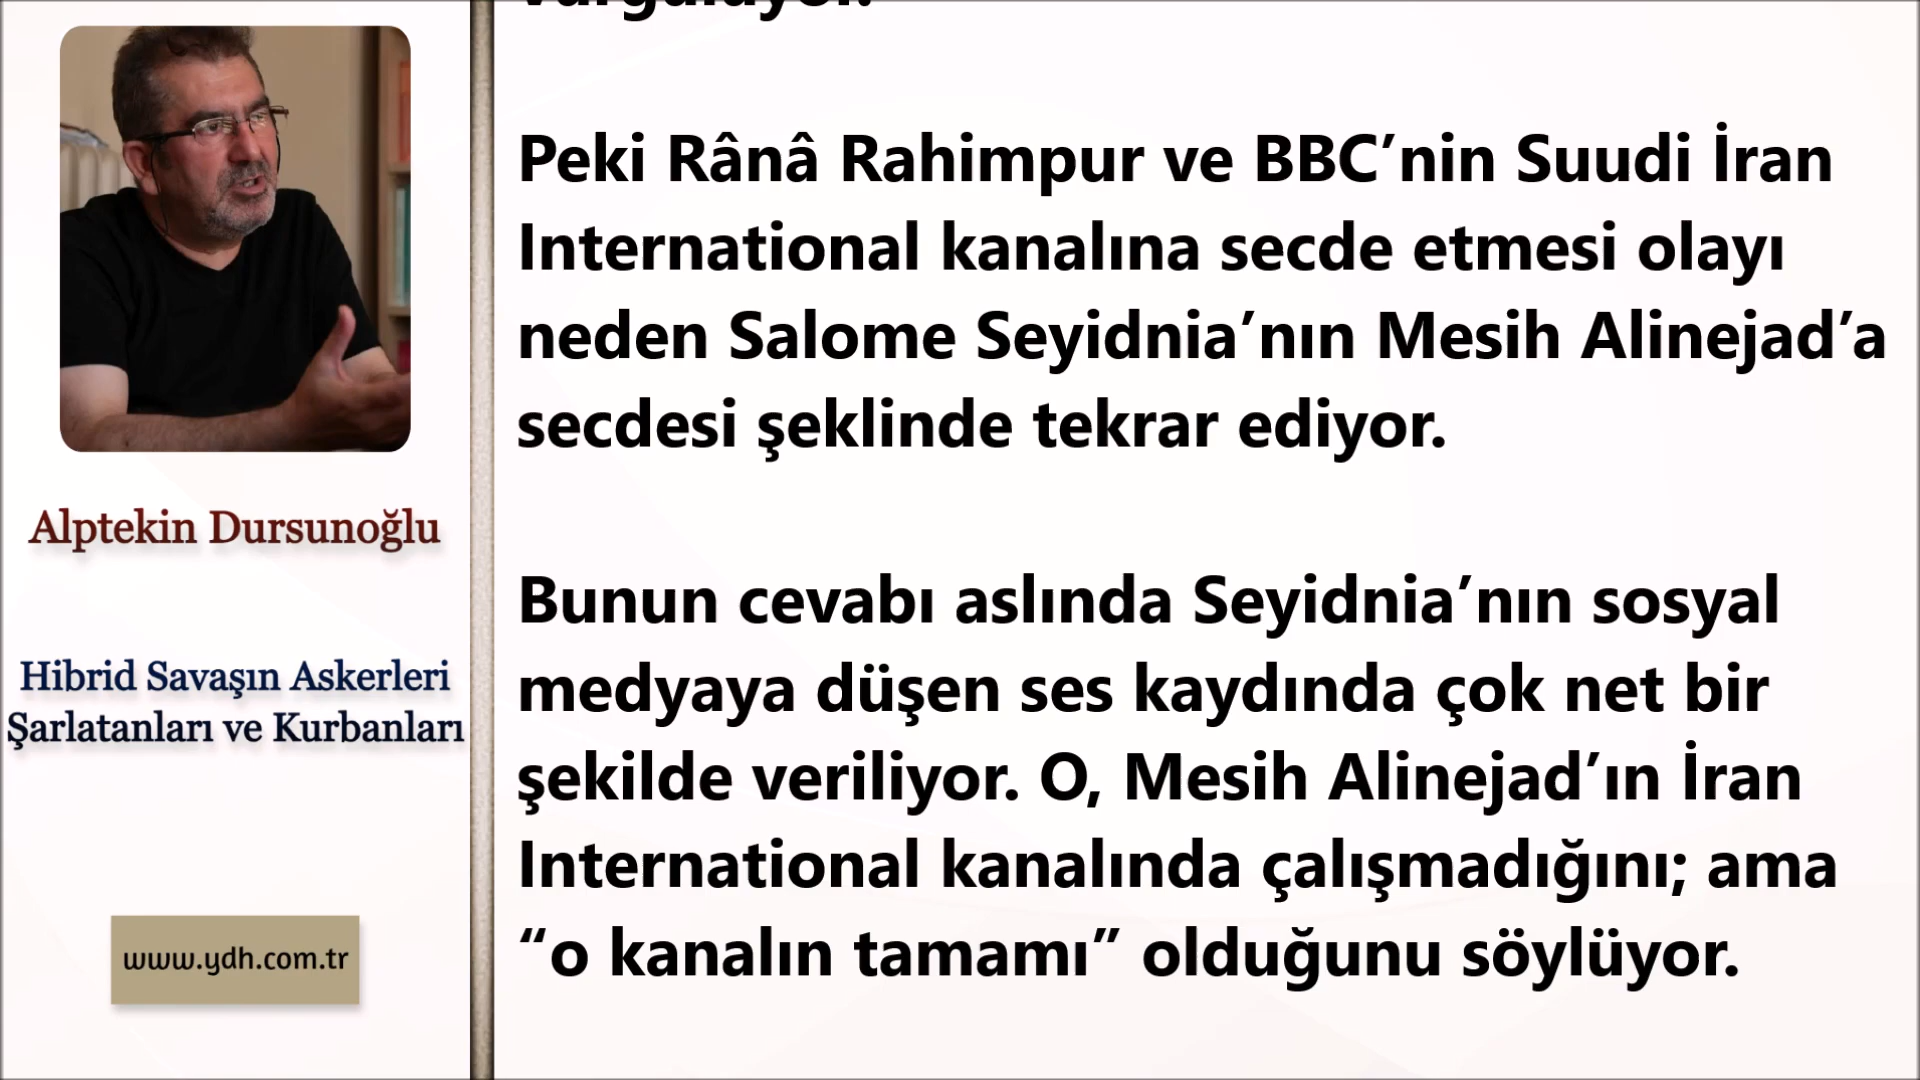 Alptekin Dursunoğlu
Hibrid Savaşın Askerleri
Şarlatanları ve Kurbanları
www.ydh.com.tr
Peki Rânâ Rahimpur ve BBC’nin Suudi İran
International kanalına secde etmesi olayı
neden Salome Seyidnia’nın Mesih Alinejad’a
secdesi şeklinde tekrar ediyor.
Bunun cevabı aslında Seyidnia’nın sosyal
medyaya düşen ses kaydında çok net bir
şekilde veriliyor. O, Mesih Alinejad’ın İran
International kanalında çalışmadığını; ama
“o kanalın tamamı” olduğunu söylüyor.